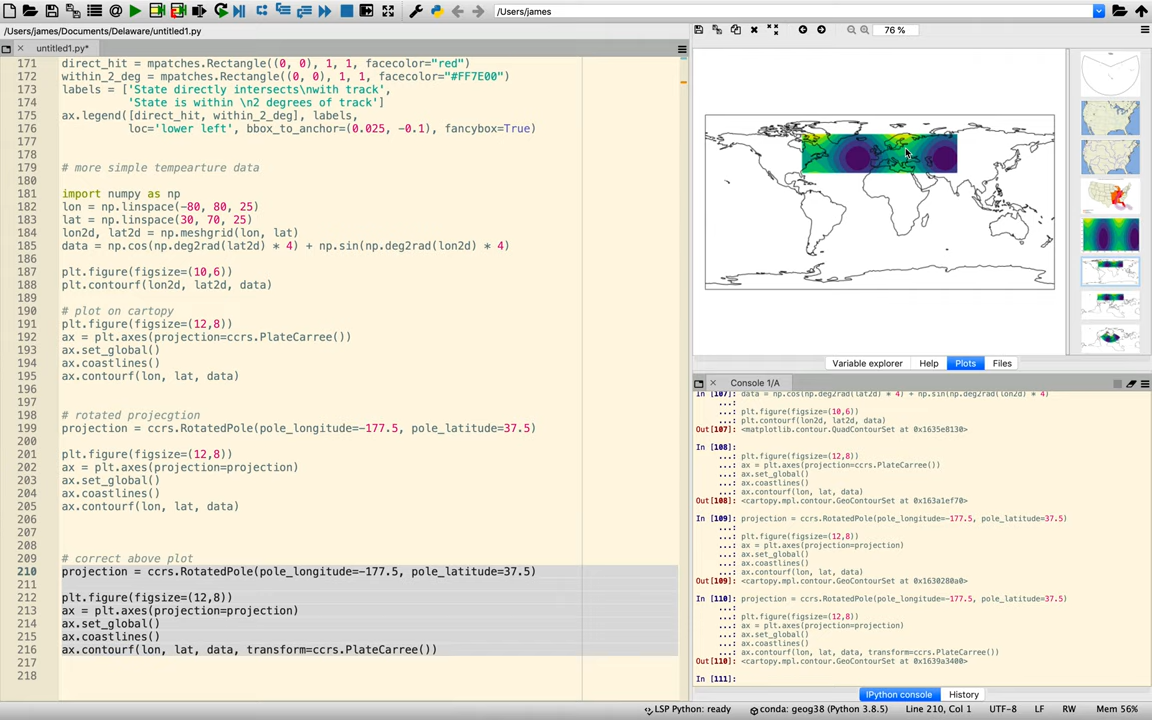 /Users/james
/Users/james/Documents/Delaware/untitled1.py
76 %
untitled1.py*
171 direct_hit = mpatches.Rectangle((0, 0), 1, 1, facecolor="red")
172 within_2_deg = mpatches.Rectangle((0, 0), 1, 1, facecolor="#FF7E00")
173 labels = ['State directly intersects\nwith track',
174 'State is within \n2 degrees of track']
175 ax.legend([direct_hit, within_2_deg], labels,
176 loc='lower left', bbox_to_anchor=(0.025, -0.1), fancybox=True)
177
178
179 # more simple tempearture data
180
181 import numpy as np
182 lon = np.linspace(-80, 80, 25)
183 lat = np.linspace(30, 70, 25)
184 lon2d, lat2d = np.meshgrid(lon, lat)
185 data = np.cos(np.deg2rad(lat2d) * 4) + np.sin(np.deg2rad(lon2d) * 4)
186
187 plt.figure(figsize=(10,6))
188 plt.contourf(lon2d, lat2d, data)
189
190 # plot on cartopy
191 plt.figure(figsize=(12,8))
192 ax = plt.axes(projection=ccrs.PlateCarree())
193 ax.set_global()
194 ax.coastlines()
195 ax.contourf(lon, lat, data)
196
197
198 # rotated projecgtion
199 projection = ccrs.RotatedPole(pole_longitude=-177.5, pole_latitude=37.5)
200
201 plt.figure(figsize=(12,8))
202 ax = plt.axes(projection=projection)
203 ax.set_global()
204 ax.coastlines()
205 ax.contourf(lon, lat, data)
206
207
208
209 # correct above plot
210 projection = ccrs.RotatedPole(pole_longitude=-177.5, pole_latitude=37.5)
211
212 plt.figure(figsize=(12,8))
213 ax = plt.axes(projection=projection)
214 ax.set_global()
215 ax.coastlines()
216 ax.contourf(lon, lat, data, transform=ccrs.PlateCarree())
217
218
Variable explorer Help Plots Files
Console 1/A
In [107]: data = np.cos(np.deg2rad(lat2d) * 4) + np.sin(np.deg2rad(lon2d) * 4)
...:
...: plt.figure(figsize=(10,6))
...: plt.contourf(lon2d, lat2d, data)
Out[107]: <matplotlib.contour.QuadContourSet at 0x1635e8130>
In [108]:
...: plt.figure(figsize=(12,8))
...: ax = plt.axes(projection=ccrs.PlateCarree())
...: ax.set_global()
...: ax.coastlines()
...: ax.contourf(lon, lat, data)
Out[108]: <cartopy.mpl.contour.GeoContourSet at 0x163a1ef70>
In [109]: projection = ccrs.RotatedPole(pole_longitude=-177.5, pole_latitude=37.5)
...:
...: plt.figure(figsize=(12,8))
...: ax = plt.axes(projection=projection)
...: ax.set_global()
...: ax.coastlines()
...: ax.contourf(lon, lat, data)
Out[109]: <cartopy.mpl.contour.GeoContourSet at 0x1630280a0>
In [110]: projection = ccrs.RotatedPole(pole_longitude=-177.5, pole_latitude=37.5)
...:
...: plt.figure(figsize=(12,8))
...: ax = plt.axes(projection=projection)
...: ax.set_global()
...: ax.coastlines()
...: ax.contourf(lon, lat, data, transform=ccrs.PlateCarree())
Out[110]: <cartopy.mpl.contour.GeoContourSet at 0x1639a3400>
In [111]:
IPython console History
LSP Python: ready conda: geog38 (Python 3.8.5) Line 210, Col 1 UTF-8 LF RW Mem 56%